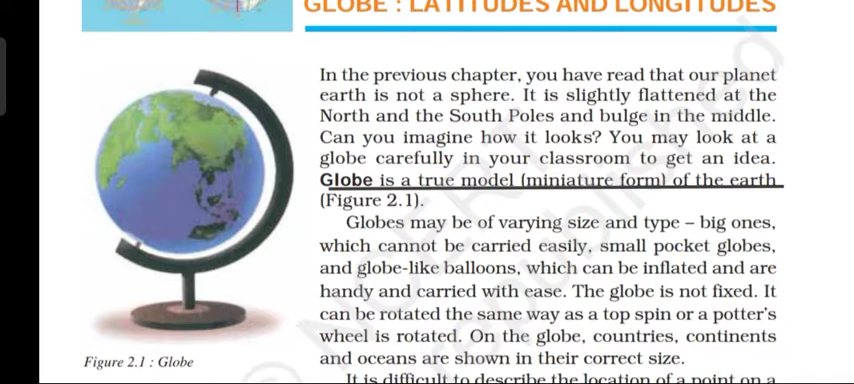 GLOBE : LATITUDES AND LONGITUDES
In the previous chapter, you have read that our planet
earth is not a sphere. It is slightly flattened at the
North and the South Poles and bulge in the middle.
Can you imagine how it looks? You may look at a
globe carefully in your classroom to get an idea.
Globe is a true model (miniature form) of the earth
(Figure 2.1).
Globes may be of varying size and type – big ones,
which cannot be carried easily, small pocket globes,
and globe-like balloons, which can be inflated and are
handy and carried with ease. The globe is not fixed. It
can be rotated the same way as a top spin or a potter's
wheel is rotated. On the globe, countries, continents
and oceans are shown in their correct size.
It is difficult to describe the location of a point on a
Figure 2.1 : Globe
© NCERT
republished